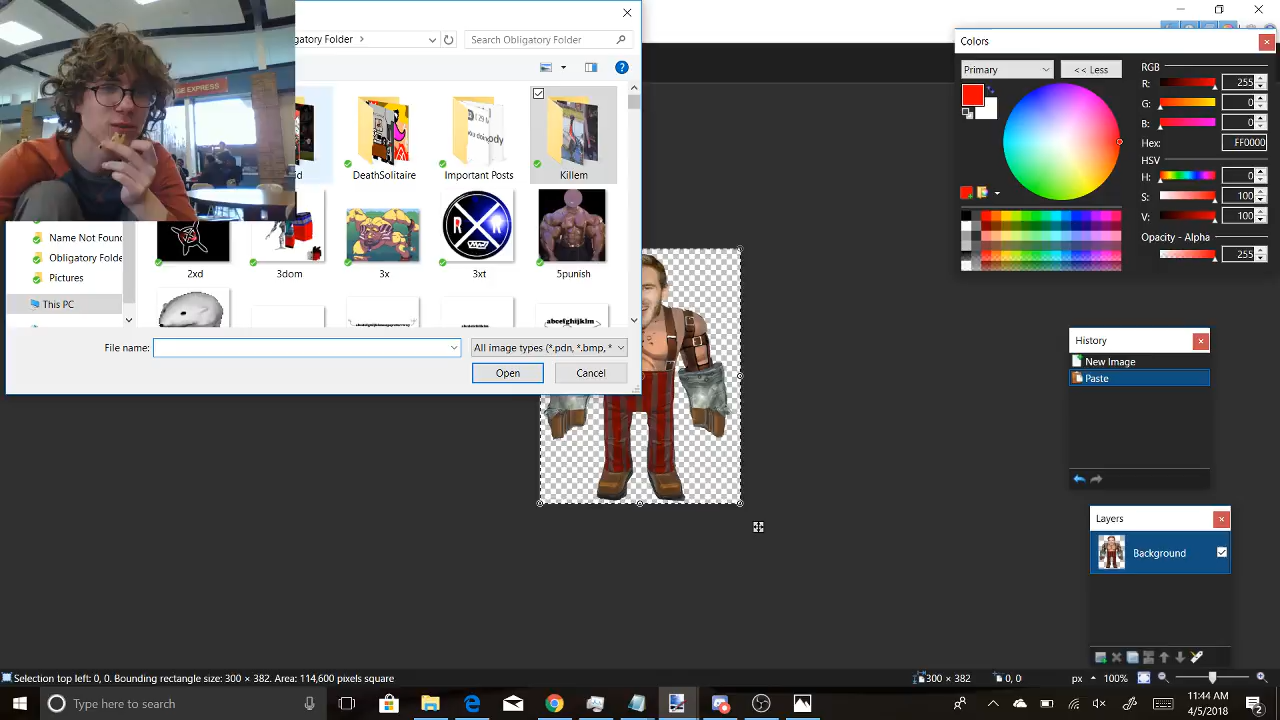 EXPRESS
gatory Folder >
Search Obligatory Folder
DeathSolitaire
Important Posts
Killem
2xd
3dom
3x
R R
3xt
5punish
Name Not Foun
Obligatory Folde
Pictures
This PC
abcefghijklm
File name:
All image types (*.pdn, *.bmp, *
Open
Cancel
Colors
Primary
<< Less
RGB
R: 255
G: 0
B: 0
Hex: FF0000
HSV
H: 0
S: 100
V: 100
Opacity - Alpha
255
History
New Image
Paste
Layers
Background
Selection top left: 0, 0. Bounding rectangle size: 300 × 382. Area: 114,600 pixels square
300 × 382
0, 0
px
100%
Type here to search
11:44 AM
4/5/2018